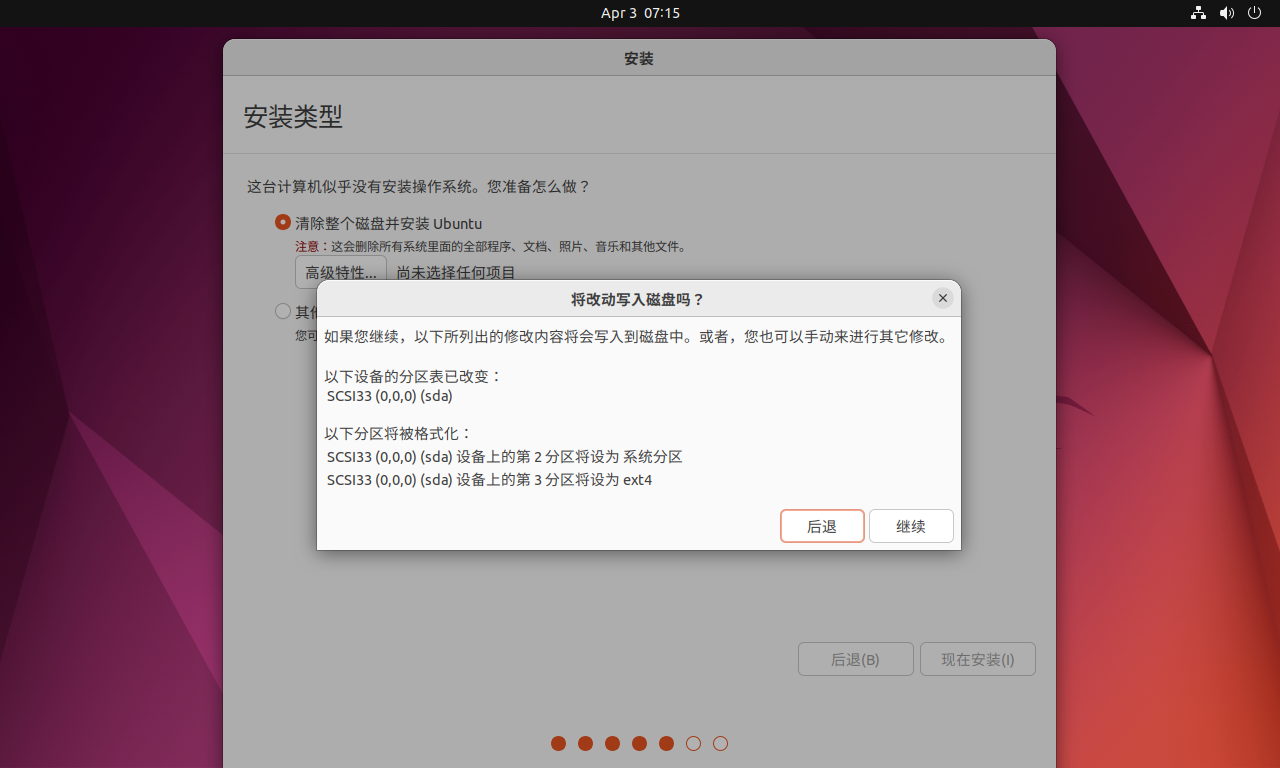 Apr 3 07:15
安装
安装类型
这台计算机似乎没有安装操作系统。您准备怎么做？
清除整个磁盘并安装 Ubuntu
注意：这会删除所有系统里面的全部程序、文档、照片、音乐和其他文件。
高级特性... 尚未选择任何项目
其他
您可
将改动写入磁盘吗？
如果您继续，以下所列出的修改内容将会写入到磁盘中。或者，您也可以手动来进行其它修改。
以下设备的分区表已改变：
SCSI33 (0,0,0) (sda)
以下分区将被格式化：
SCSI33 (0,0,0) (sda) 设备上的第 2 分区将设为 系统分区
SCSI33 (0,0,0) (sda) 设备上的第 3 分区将设为 ext4
后退 继续
后退(B) 现在安装(I)